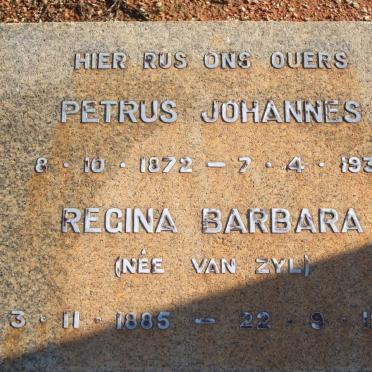 HIER RUS ONS OUERS
PETRUS JOHANNES
8 · 10 · 1872 — 7 · 4 · 193
REGINA BARBARA
(NÉE VAN ZYL)
3 · 11 · 1885 — 22 · 9 · 1